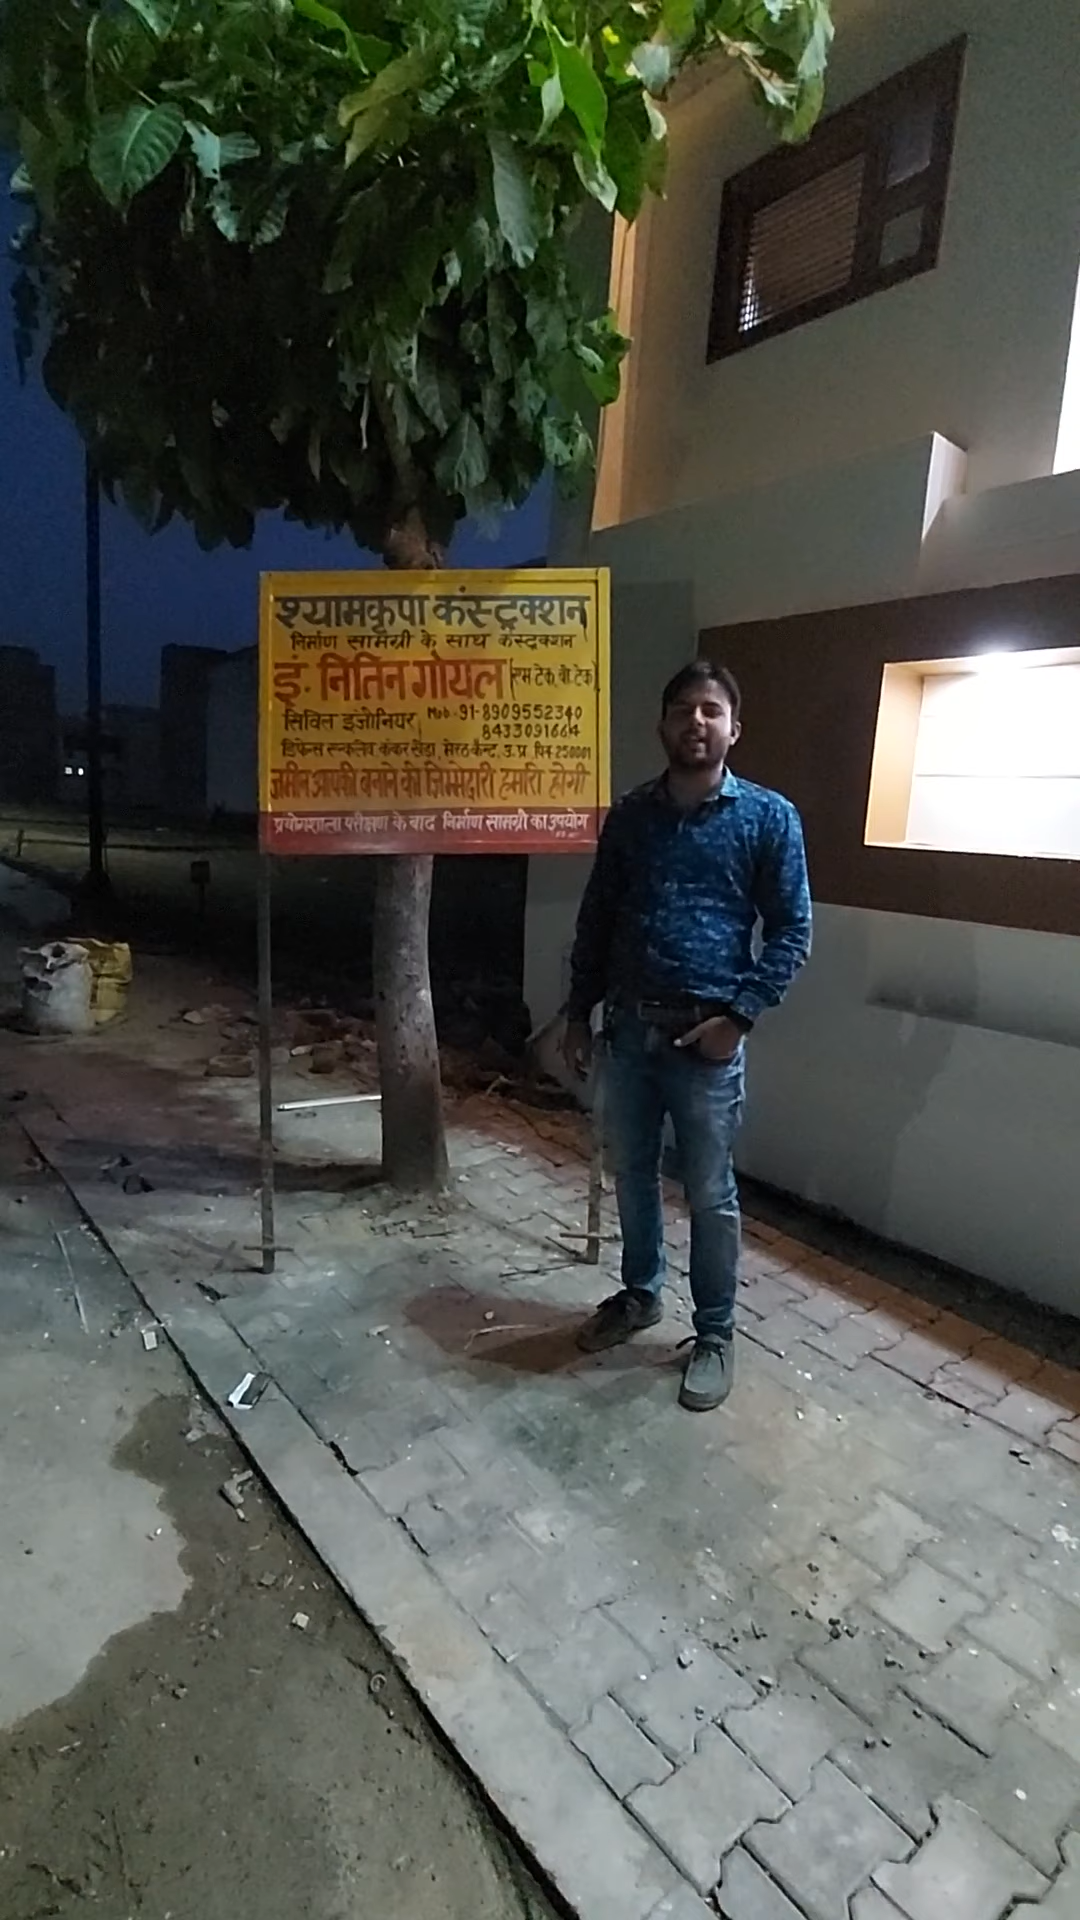 श्यामकृपा कंस्ट्रक्शन
निर्माण सामग्री के साथ कंस्ट्रक्शन
इं. नितिन गोयल (एम टेक, बी. टेक)
सिविल इंजीनियर Mob.-91-8909552340
8433091664
डिफेंस एन्कलेव कंकर खेड़ा, मेरठ कैन्ट, उ. प्र. पिन-250001
जमीन आपकी बनाने की ज़िम्मेदारी हमारी होगी
प्रयोगशाला परीक्षण के बाद निर्माण सामग्री का उपयोग